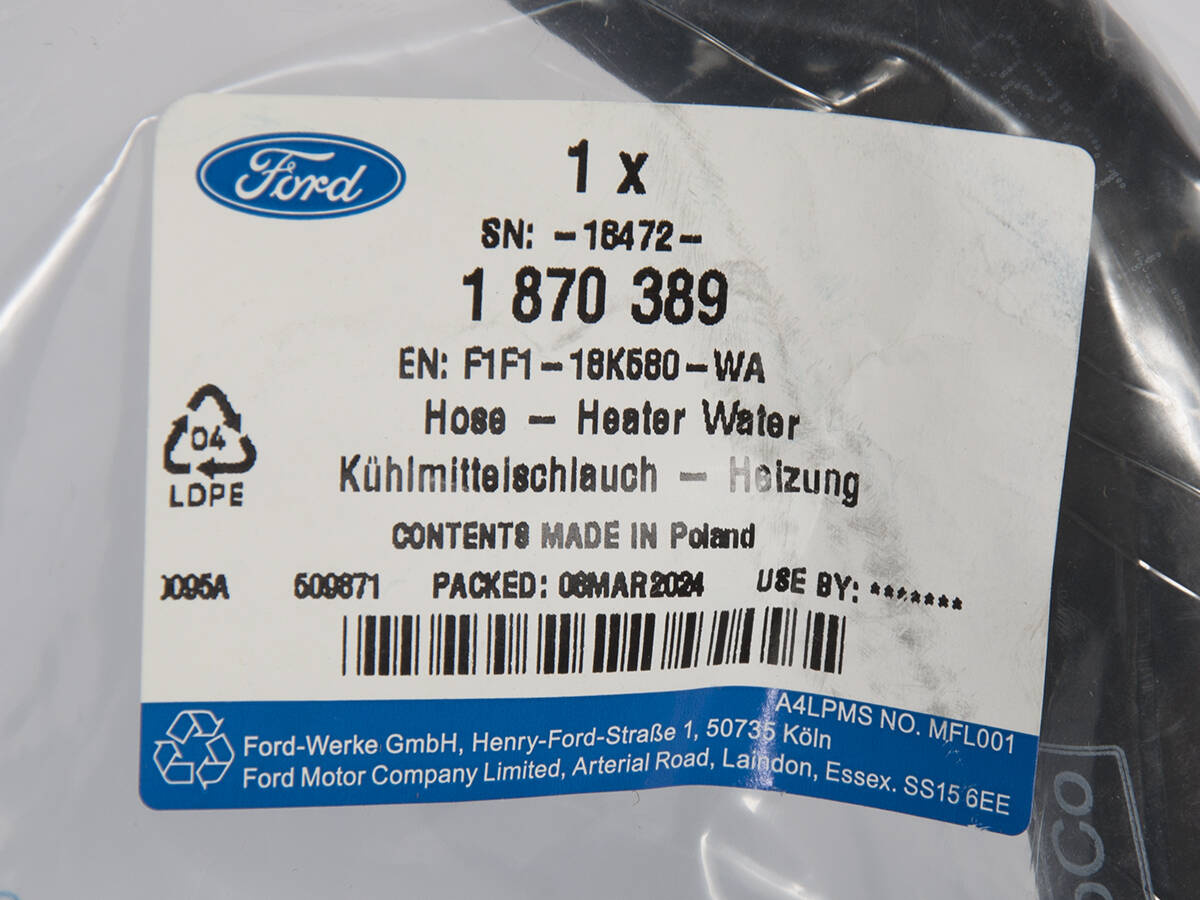 Ford
1 x
SN: -18472-
1 870 389
EN: F1F1-18K580-WA
Hose - Heater Water
Kühlmittelschlauch - Heizung
04
LDPE
CONTENTS MADE IN Poland
509871 PACKED: 08MAR2024 USE BY: *******
A4LPMS NO. MFL001
Ford-Werke GmbH, Henry-Ford-Straße 1, 50735 Köln
Ford Motor Company Limited, Arterial Road, Laindon, Essex. SS15 6EE